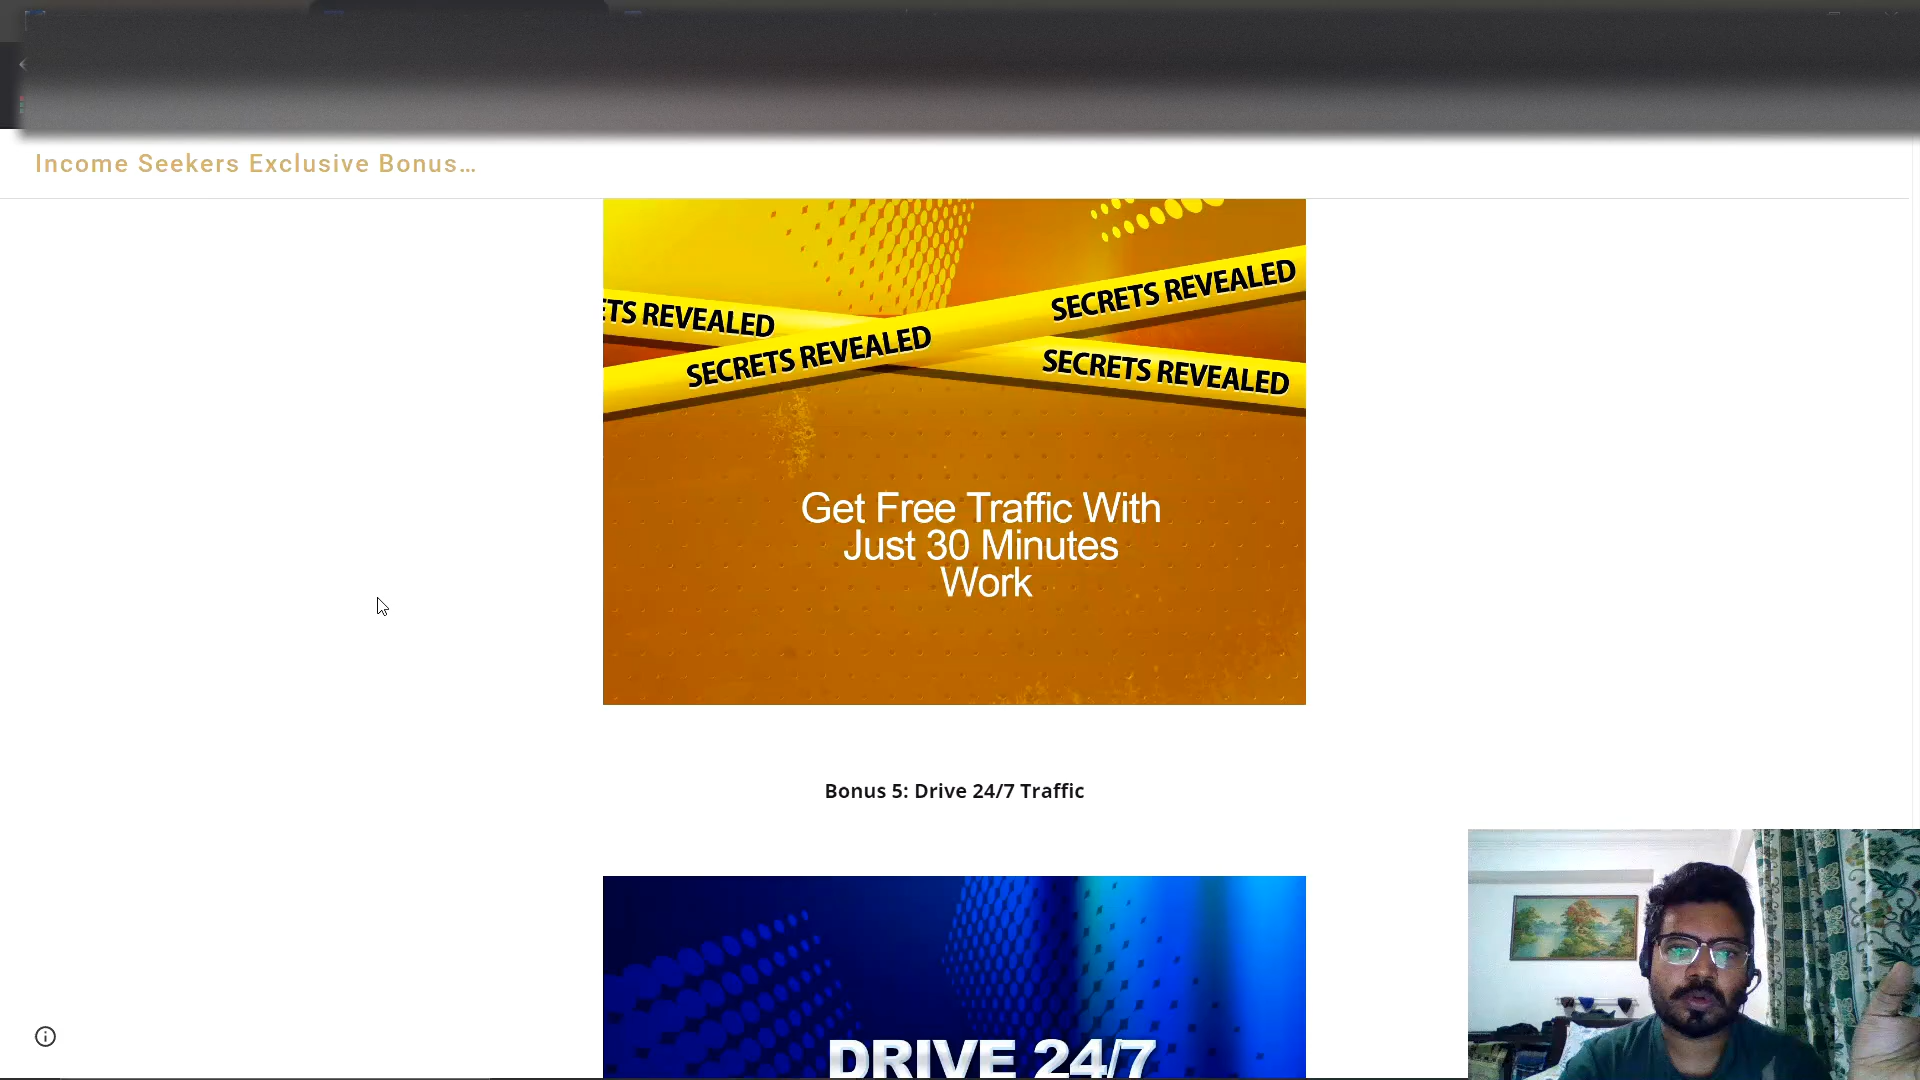 Income Seekers Exclusive Bonus…
SECRETS REVEALED
ETS REVEALED
SECRETS REVEALED
SECRETS REVEALED
Get Free Traffic With
Just 30 Minutes
Work
Bonus 5: Drive 24/7 Traffic
DRIVE 24/7